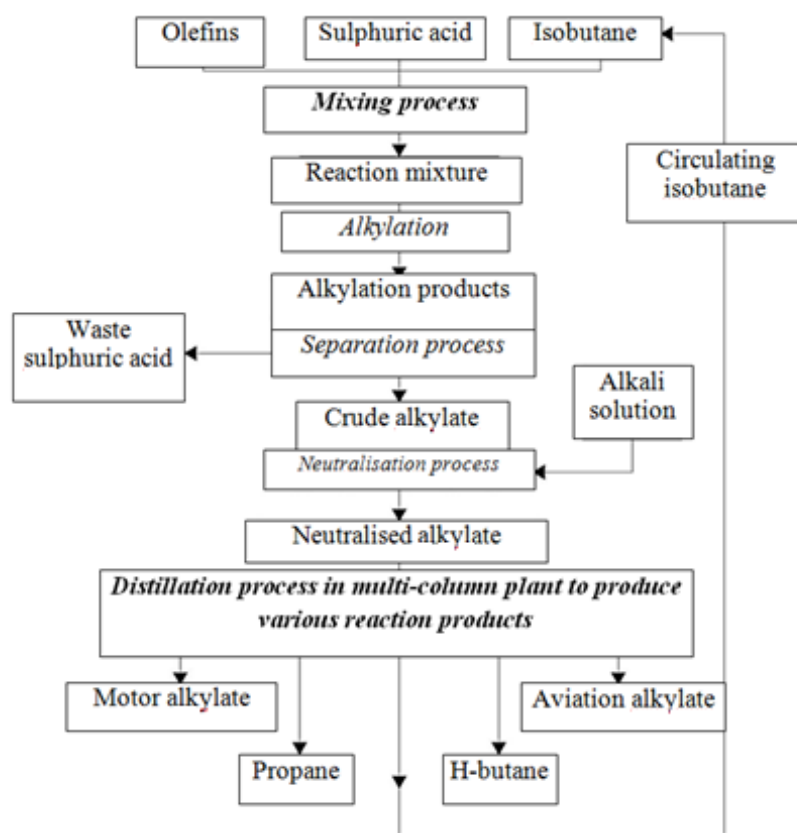 Olefins
Sulphuric acid
Isobutane
Mixing process
Reaction mixture
Circulating
isobutane
Alkylation
Alkylation products
Waste
sulphuric acid
Separation process
Alkali
solution
Crude alkylate
Neutralisation process
Neutralised alkylate
Distillation process in multi-column plant to produce
various reaction products
Motor alkylate
Aviation alkylate
Propane
H-butane